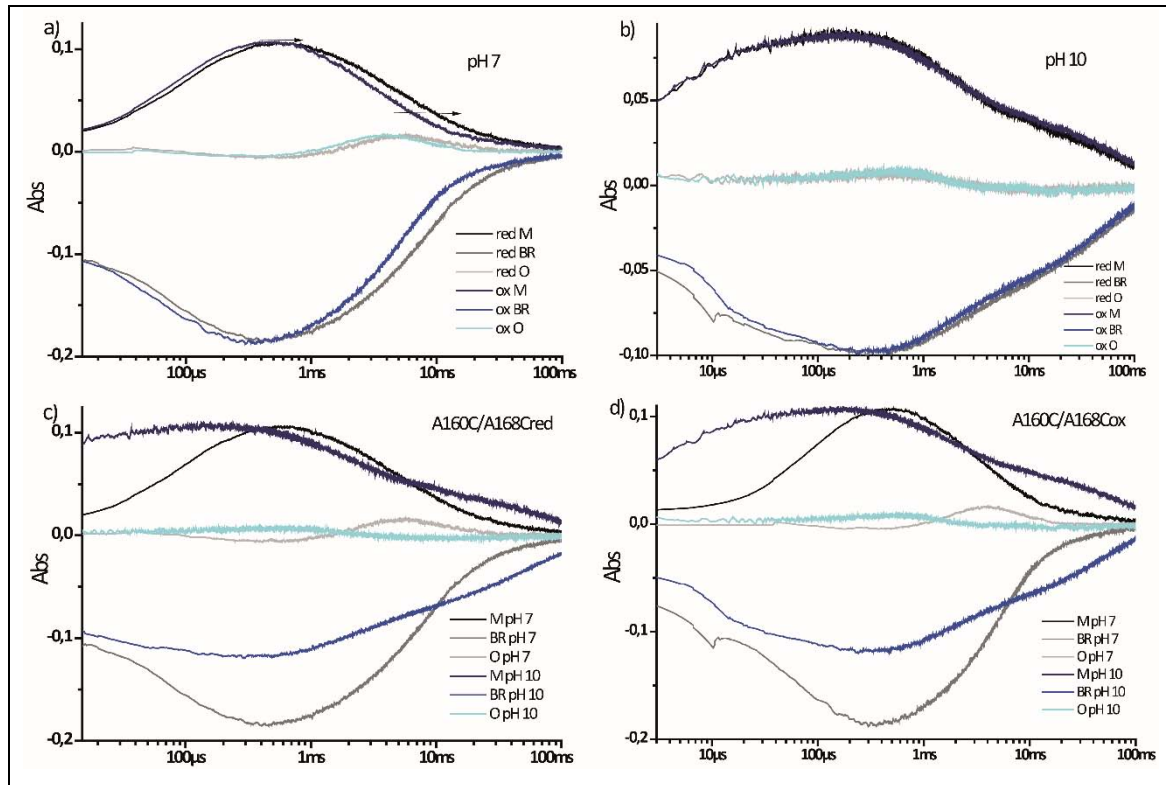 a)
pH 7
0,1
0,0
-0,1
-0,2
Abs
red M
red BR
red O
ox M
ox BR
ox O
100µs
1ms
10ms
100ms
b)
pH 10
0,05
0,00
-0,05
-0,10
Abs
red M
red BR
red O
ox M
ox BR
ox O
10µs
100µs
1ms
10ms
100ms
c)
A160C/A168Cred
0,1
0,0
-0,1
-0,2
Abs
M pH 7
BR pH 7
O pH 7
M pH 10
BR pH 10
O pH 10
100µs
1ms
10ms
100ms
d)
A160C/A168Cox
0,1
0,0
-0,1
-0,2
Abs
M pH 7
BR pH 7
O pH 7
M pH 10
BR pH 10
O pH 10
10µs
100µs
1ms
10ms
100ms